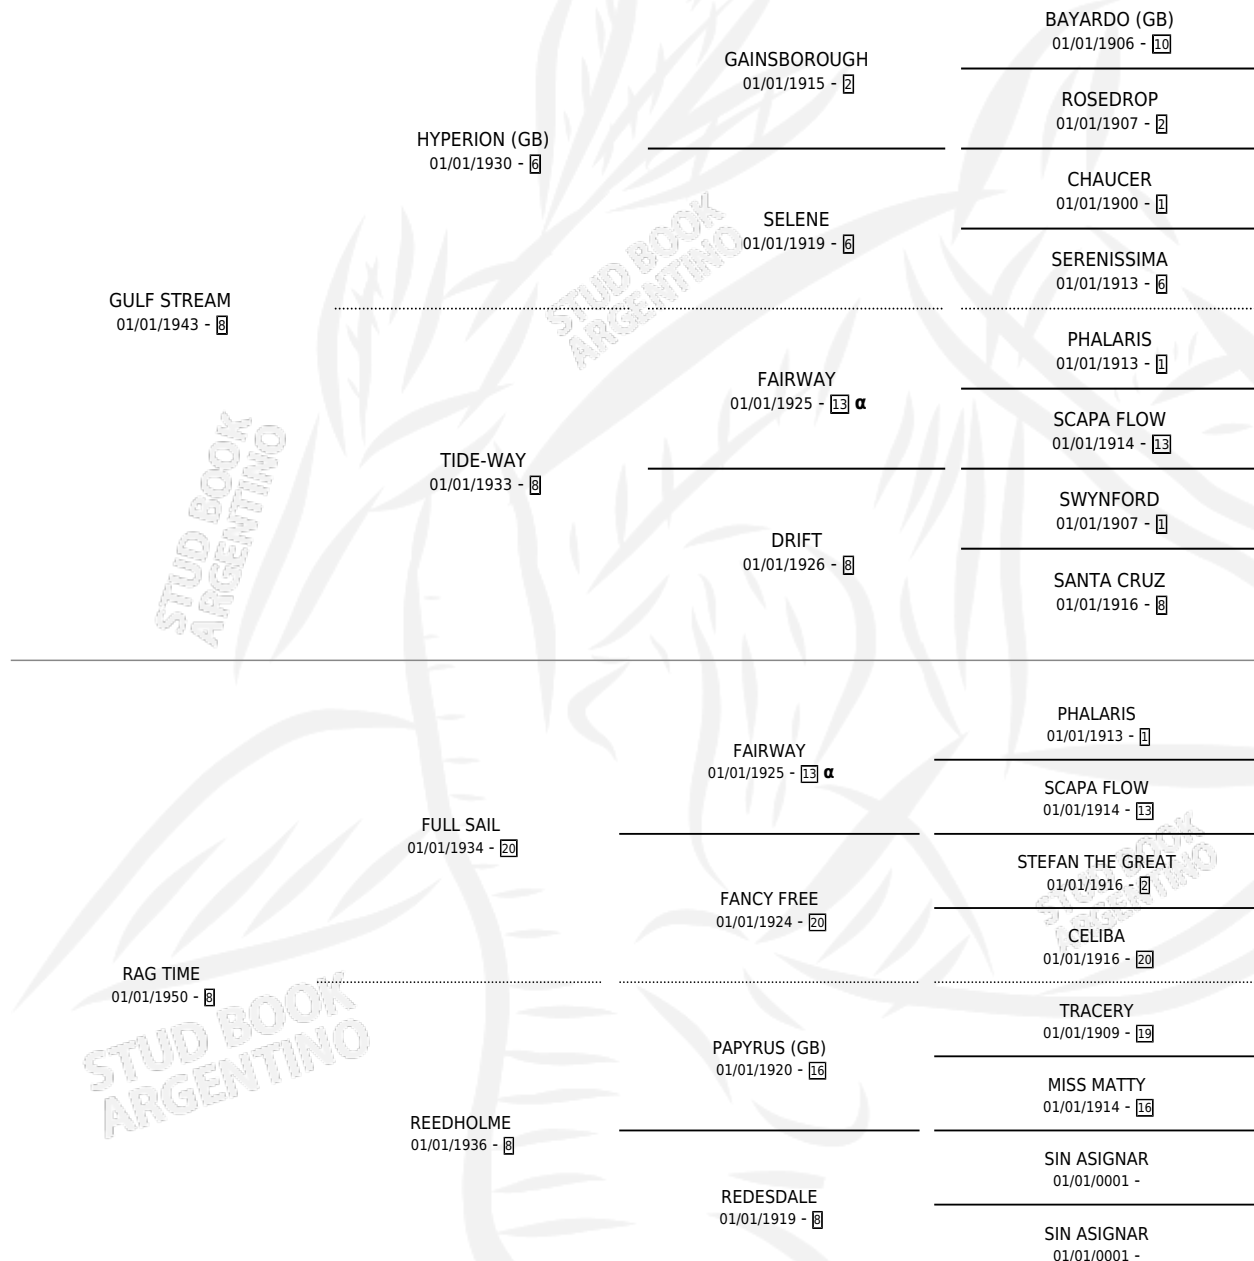 BAYARDO (GB)
01/01/1906 - 10
GAINSBOROUGH
01/01/1915 - 2
ROSEDROP
01/01/1907 - 2
HYPERION (GB)
01/01/1930 - 6
CHAUCER
01/01/1900 - 1
SELENE
01/01/1919 - 6
SERENISSIMA
01/01/1913 - 6
GULF STREAM
01/01/1943 - 8
PHALARIS
01/01/1913 - 1
FAIRWAY
01/01/1925 - 13 α
SCAPA FLOW
01/01/1914 - 13
TIDE-WAY
01/01/1933 - 8
SWYNFORD
01/01/1907 - 1
DRIFT
01/01/1926 - 8
SANTA CRUZ
01/01/1916 - 8
PHALARIS
01/01/1913 - 1
FAIRWAY
01/01/1925 - 13 α
SCAPA FLOW
01/01/1914 - 13
FULL SAIL
01/01/1934 - 20
STEFAN THE GREAT
01/01/1916 - 2
FANCY FREE
01/01/1924 - 20
CELIBA
01/01/1916 - 20
RAG TIME
01/01/1950 - 8
TRACERY
01/01/1909 - 19
PAPYRUS (GB)
01/01/1920 - 16
MISS MATTY
01/01/1914 - 16
REEDHOLME
01/01/1936 - 8
SIN ASIGNAR
01/01/0001 -
REDESDALE
01/01/1919 - 8
SIN ASIGNAR
01/01/0001 -
STUD BOOK
ARGENTINO
STUD BOOK
ARGENTINO
STUD BOOK
ARGENTINO
STUD BOOK
ARGENTINO